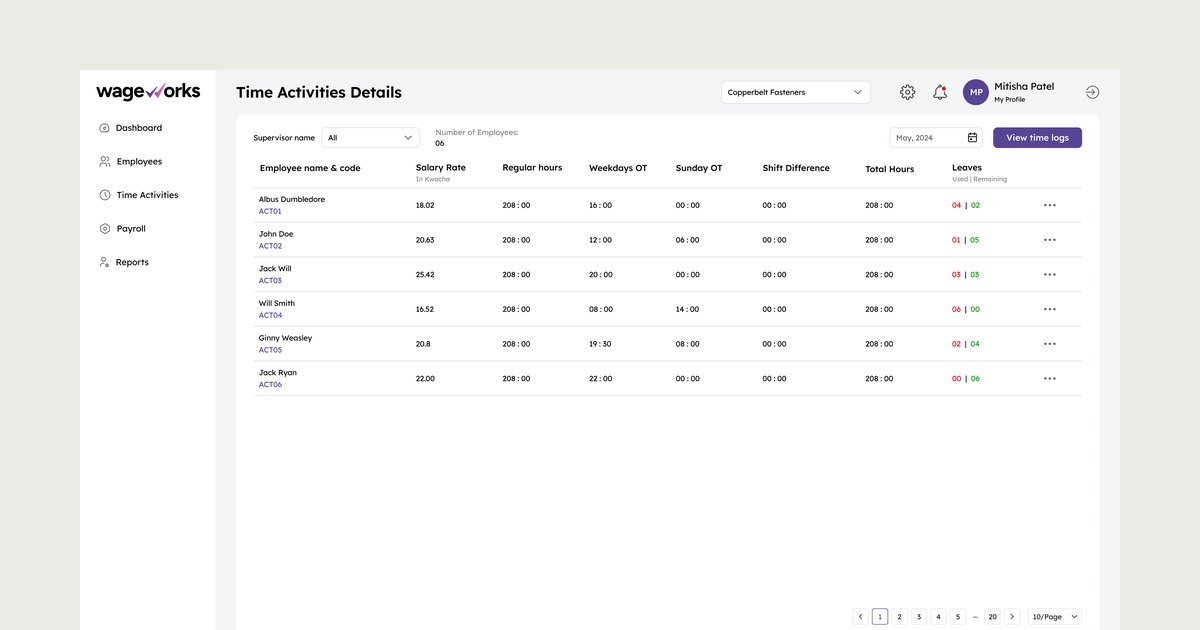 wageworks
Time Activities Details
Copperbelt Fasteners
MP
Mitisha Patel
My Profile
Dashboard
Employees
Time Activities
Payroll
Reports
Supervisor name
All
Number of Employees:
06
May, 2024
View time logs
Employee name & code Salary Rate Regular hours Weekdays OT Sunday OT Shift Difference Total Hours Leaves
In Kwacha Used | Remaining
Albus Dumbledore
ACT01
18.02 208 : 00 16 : 00 00 : 00 00 : 00 208 : 00 04 | 02
John Doe
ACT02
20.63 208 : 00 12 : 00 06 : 00 00 : 00 208 : 00 01 | 05
Jack Will
ACT03
25.42 208 : 00 20 : 00 00 : 00 00 : 00 208 : 00 03 | 03
Will Smith
ACT04
16.52 208 : 00 08 : 00 14 : 00 00 : 00 208 : 00 06 | 00
Ginny Weasley
ACT05
20.8 208 : 00 19 : 30 08 : 00 00 : 00 208 : 00 02 | 04
Jack Ryan
ACT06
22.00 208 : 00 22 : 00 00 : 00 00 : 00 208 : 00 00 | 06
1 2 3 4 5 – 20 10/Page